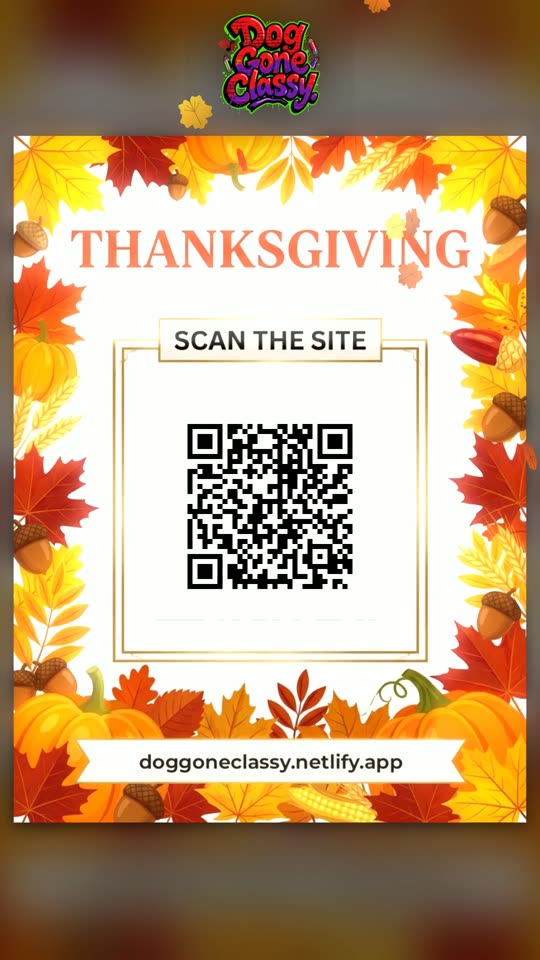 Dog
Gone
Classy.
THANKSGIVING
SCAN THE SITE
doggoneclassy.netlify.app